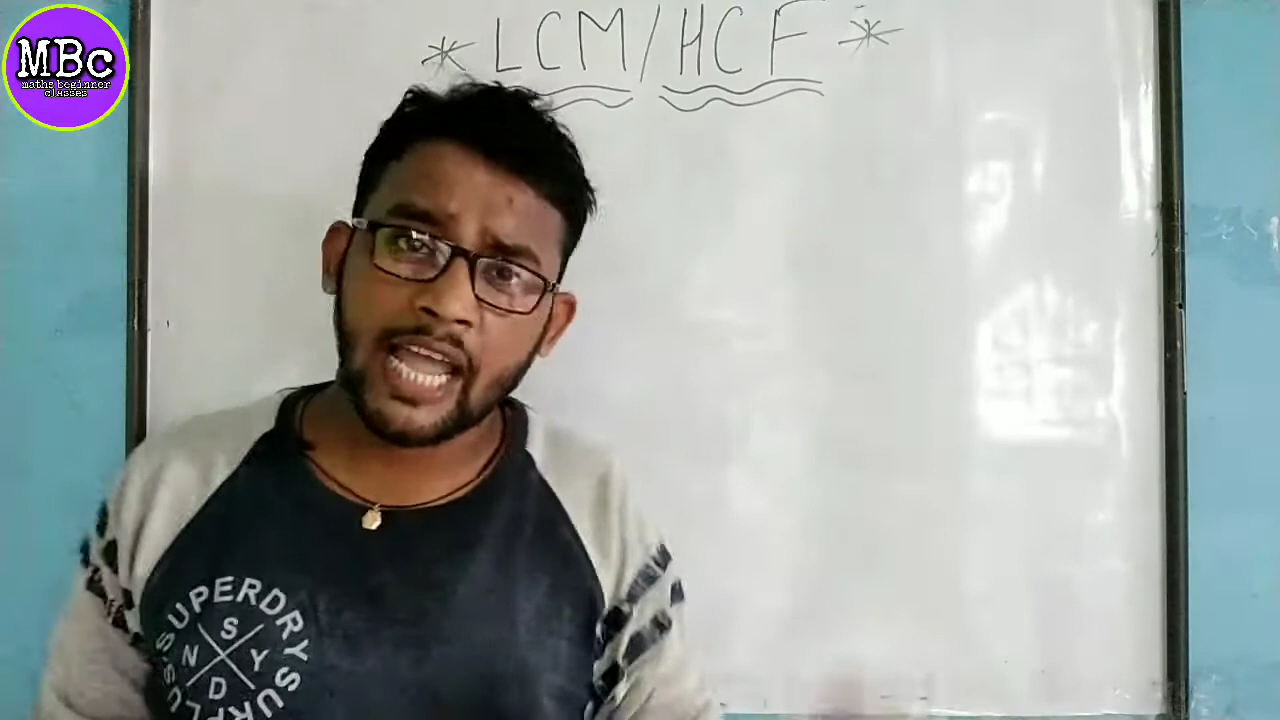 MBc
maths beginner
classes
* LCM/HCF *
SUPERDRY SURPLUS
S
N Y
D